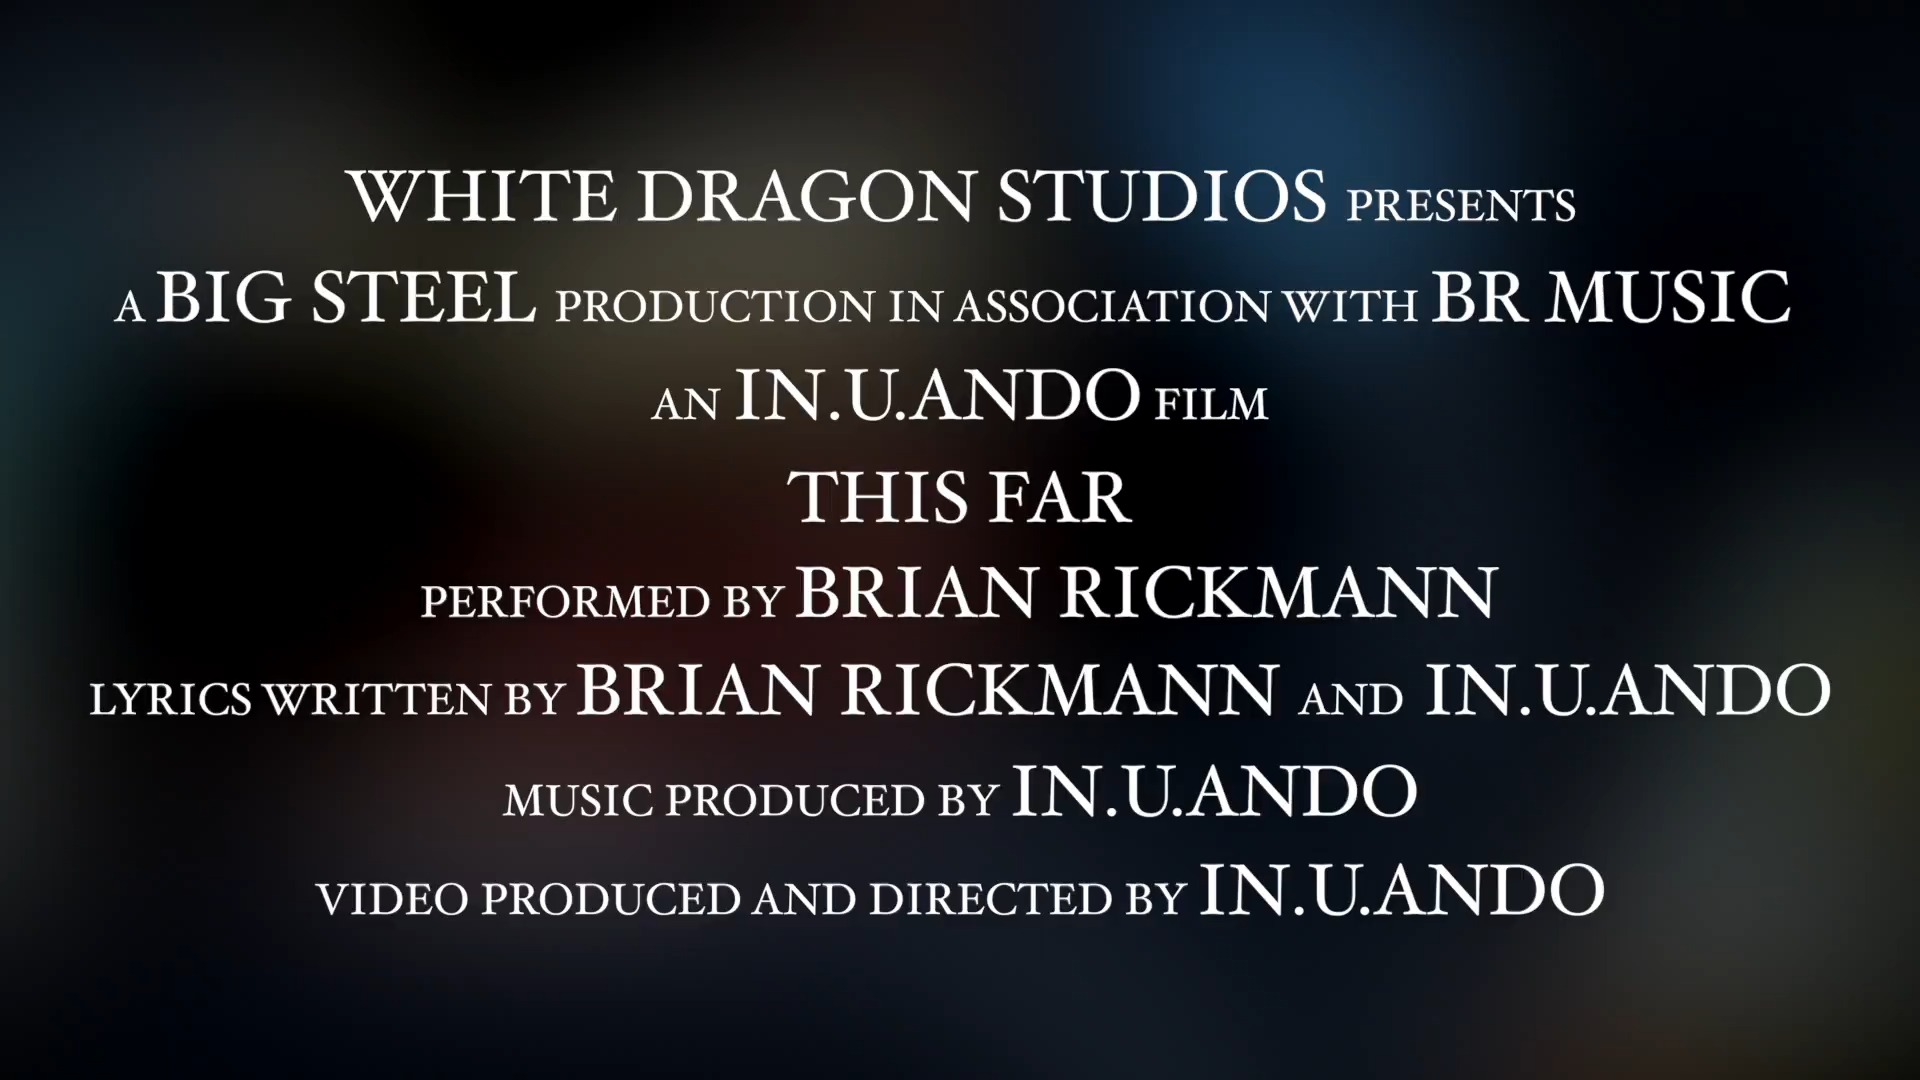 WHITE DRAGON STUDIOS PRESENTS
A BIG STEEL PRODUCTION IN ASSOCIATION WITH BR MUSIC
AN IN.U.ANDO FILM
THIS FAR
PERFORMED BY BRIAN RICKMANN
LYRICS WRITTEN BY BRIAN RICKMANN AND IN.U.ANDO
MUSIC PRODUCED BY IN.U.ANDO
VIDEO PRODUCED AND DIRECTED BY IN.U.ANDO